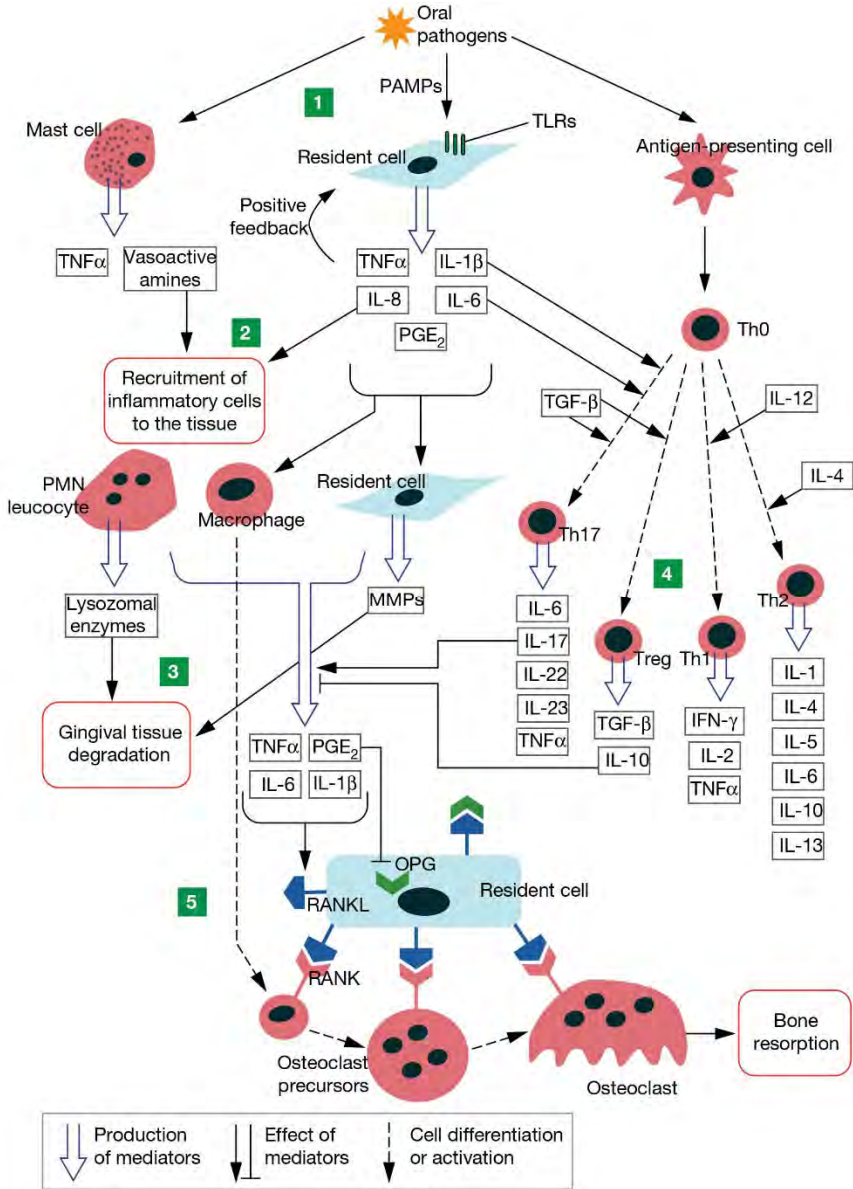 Oral
pathogens
PAMPs
1
Mast cell
TLRs
Resident cell
Antigen-presenting cell
Positive
feedback
TNFα
Vasoactive
amines
TNFα
IL-1β
IL-8
IL-6
PGE2
Th0
2
Recruitment of
inflammatory cells
to the tissue
TGF-β
IL-12
IL-4
PMN
leucocyte
Macrophage
Resident cell
Th17
4
Th2
Lysozomal
enzymes
MMPs
IL-6
IL-17
IL-22
IL-23
TNFα
Treg
Th1
TGF-β
IL-10
IFN-γ
IL-2
TNFα
IL-1
IL-4
IL-5
IL-6
IL-10
IL-13
3
Gingival tissue
degradation
TNFα
PGE2
IL-6
IL-1β
OPG
Resident cell
5
RANKL
RANK
Osteoclast
precursors
Osteoclast
Bone
resorption
Production
of mediators
Effect of
mediators
Cell differentiation
or activation